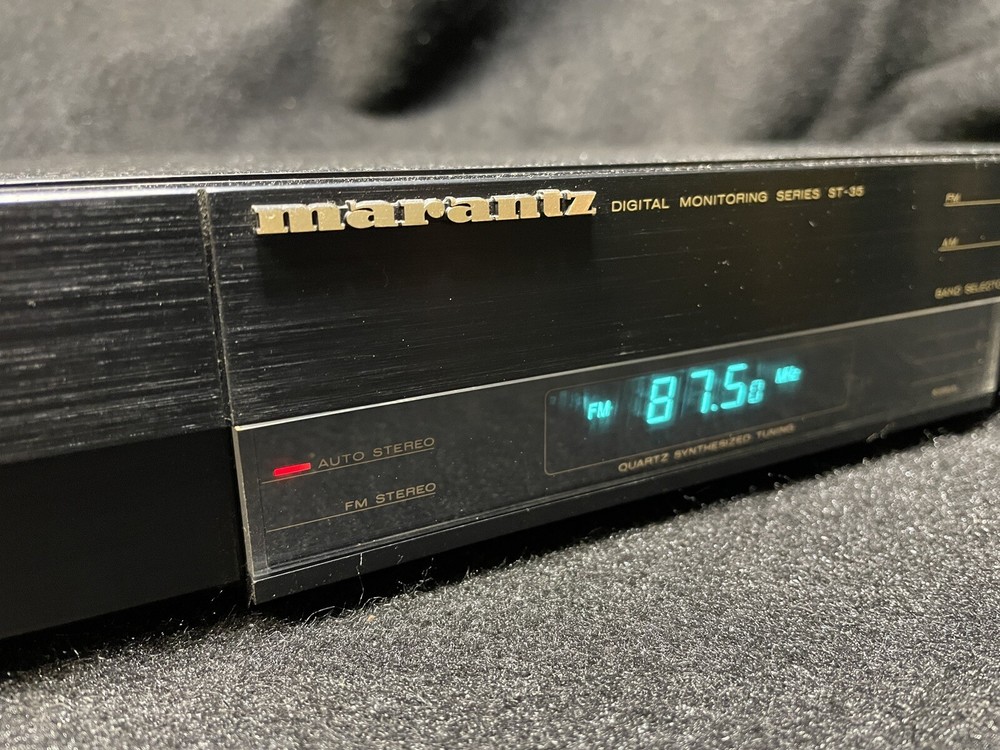 marantz DIGITAL MONITORING SERIES ST-35
FM
AM
BAND SELECTO
FM 87.50 MHz
AUTO STEREO
QUARTZ SYNTHESIZED TUNING
FM STEREO